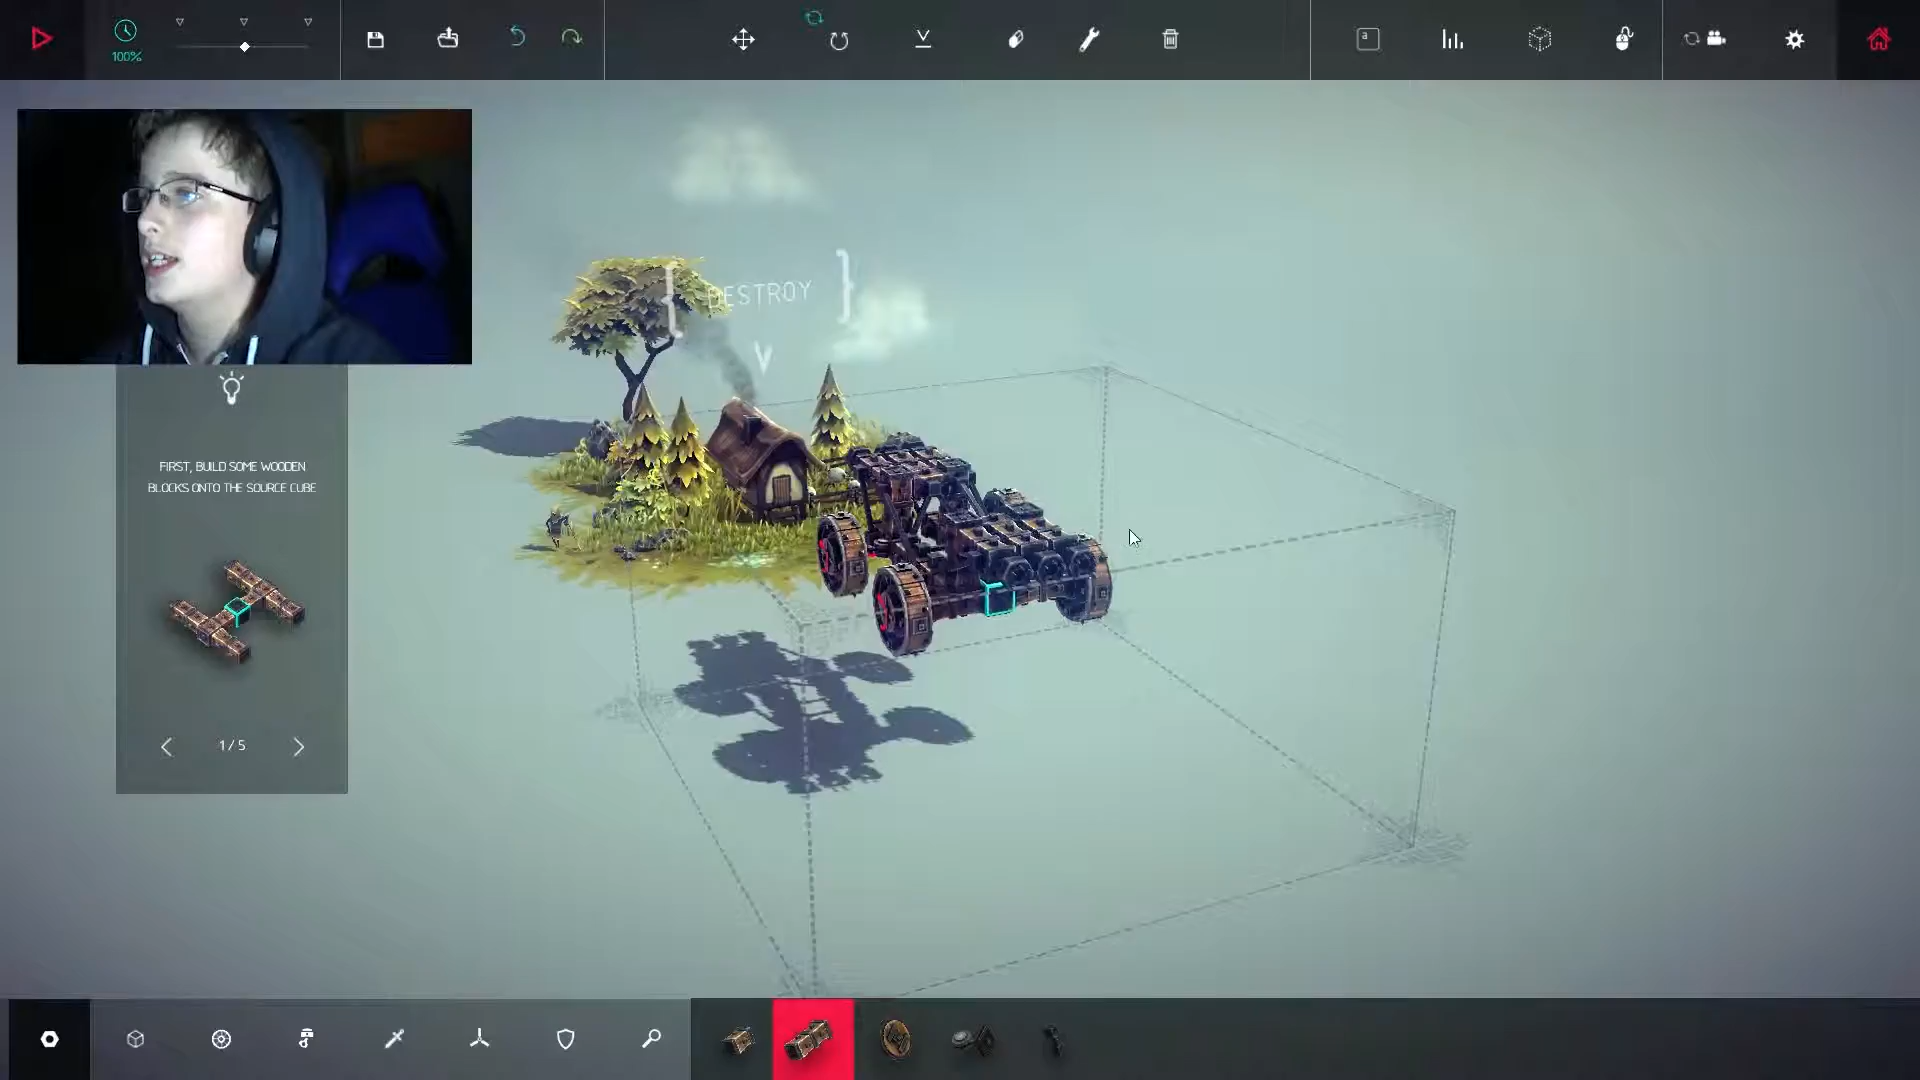 100%
a
DESTROY
FIRST, BUILD SOME WOODEN
BLOCKS ONTO THE SOURCE CUBE
1/5